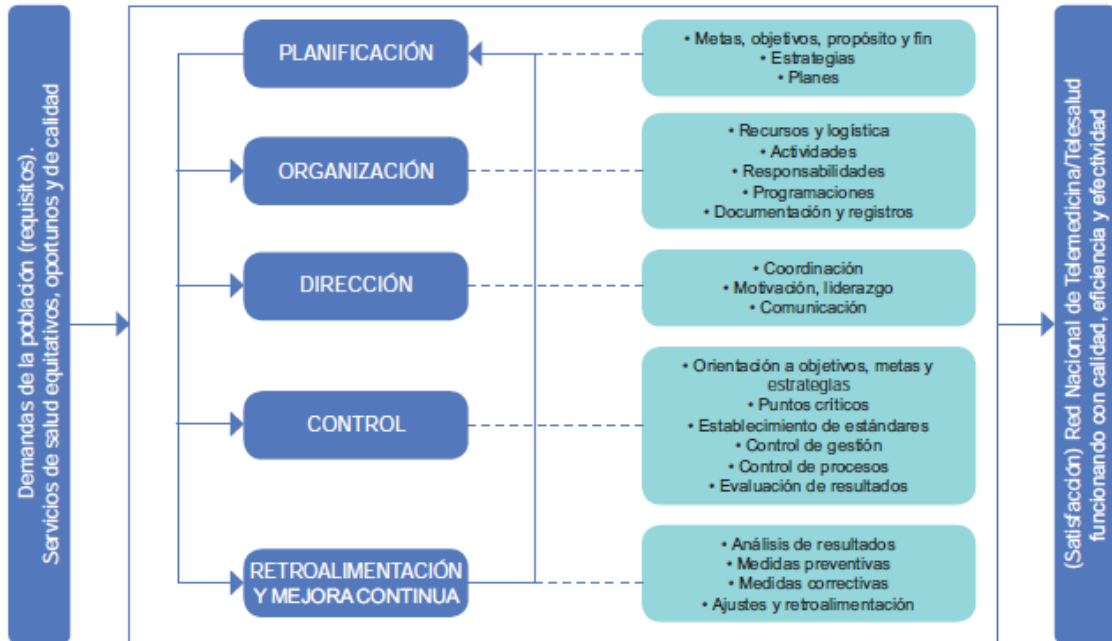 Demandas de la población (requisitos).
Servicios de salud equitativos, oportunos y de calidad
PLANIFICACIÓN
• Metas, objetivos, propósito y fin
• Estrategias
• Planes
ORGANIZACIÓN
• Recursos y logística
• Actividades
• Responsabilidades
• Programaciones
• Documentación y registros
DIRECCIÓN
• Coordinación
• Motivación, liderazgo
• Comunicación
CONTROL
• Orientación a objetivos, metas y
estrategias
• Puntos críticos
• Establecimiento de estándares
• Control de gestión
• Control de procesos
• Evaluación de resultados
RETROALIMENTACIÓN
Y MEJORA CONTINUA
• Análisis de resultados
• Medidas preventivas
• Medidas correctivas
• Ajustes y retroalimentación
(Satisfacción) Red Nacional de Telemedicina/Telesalud
funcionando con calidad, eficiencia y efectividad